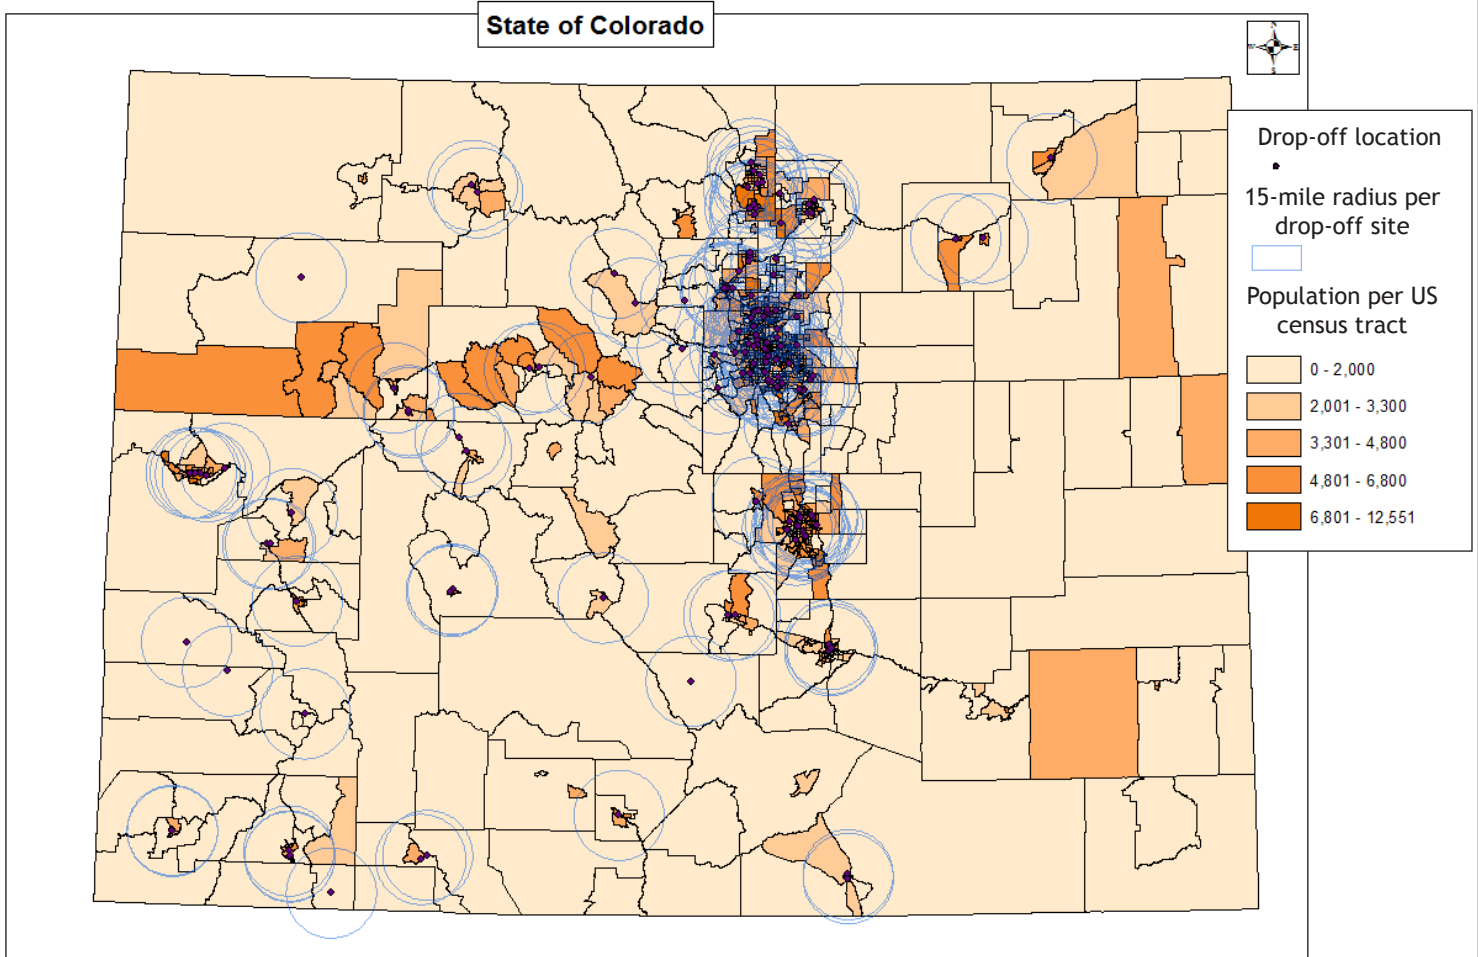 State of Colorado
N
W
E
S
Drop-off location
15-mile radius per
drop-off site
Population per US
census tract
0 - 2,000
2,001 - 3,300
3,301 - 4,800
4,801 - 6,800
6,801 - 12,551